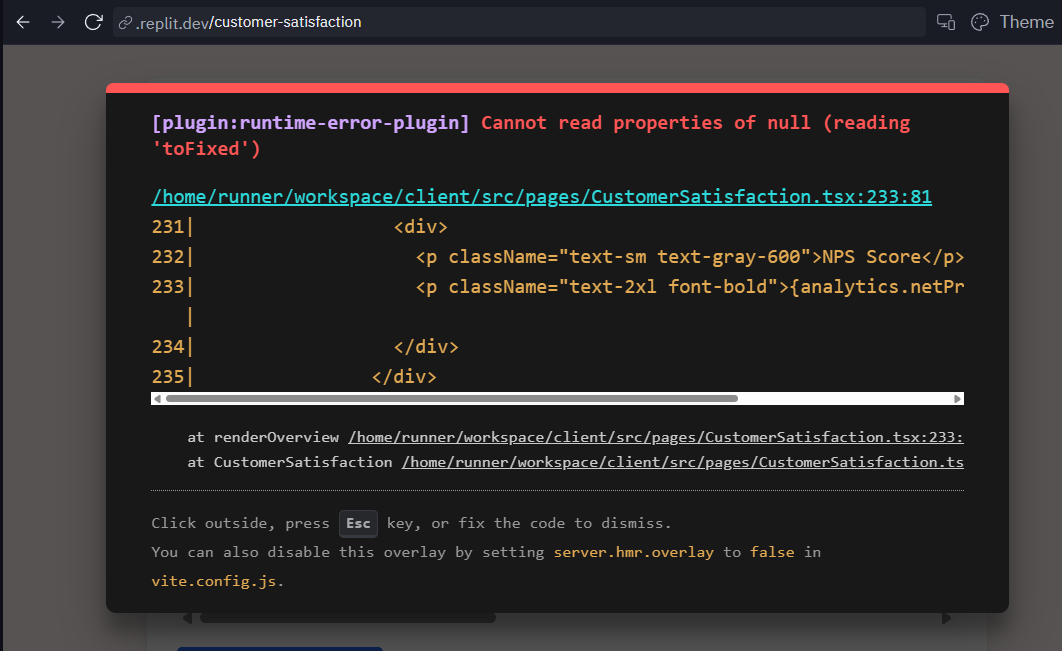 .replit.dev/customer-satisfaction
Theme
[plugin:runtime-error-plugin] Cannot read properties of null (reading
'toFixed')
/home/runner/workspace/client/src/pages/CustomerSatisfaction.tsx:233:81
231|                  <div>
232|                    <p className="text-sm text-gray-600">NPS Score</p>
233|                    <p className="text-2xl font-bold">{analytics.netPr
|
234|                  </div>
235|                </div>
at renderOverview /home/runner/workspace/client/src/pages/CustomerSatisfaction.tsx:233:
at CustomerSatisfaction /home/runner/workspace/client/src/pages/CustomerSatisfaction.ts
Click outside, press Esc key, or fix the code to dismiss.
You can also disable this overlay by setting server.hmr.overlay to false in
vite.config.js.